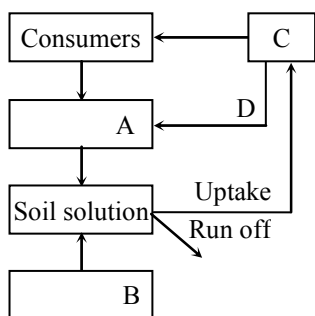 Consumers
C
A
D
Soil solution
Uptake
Run off
B